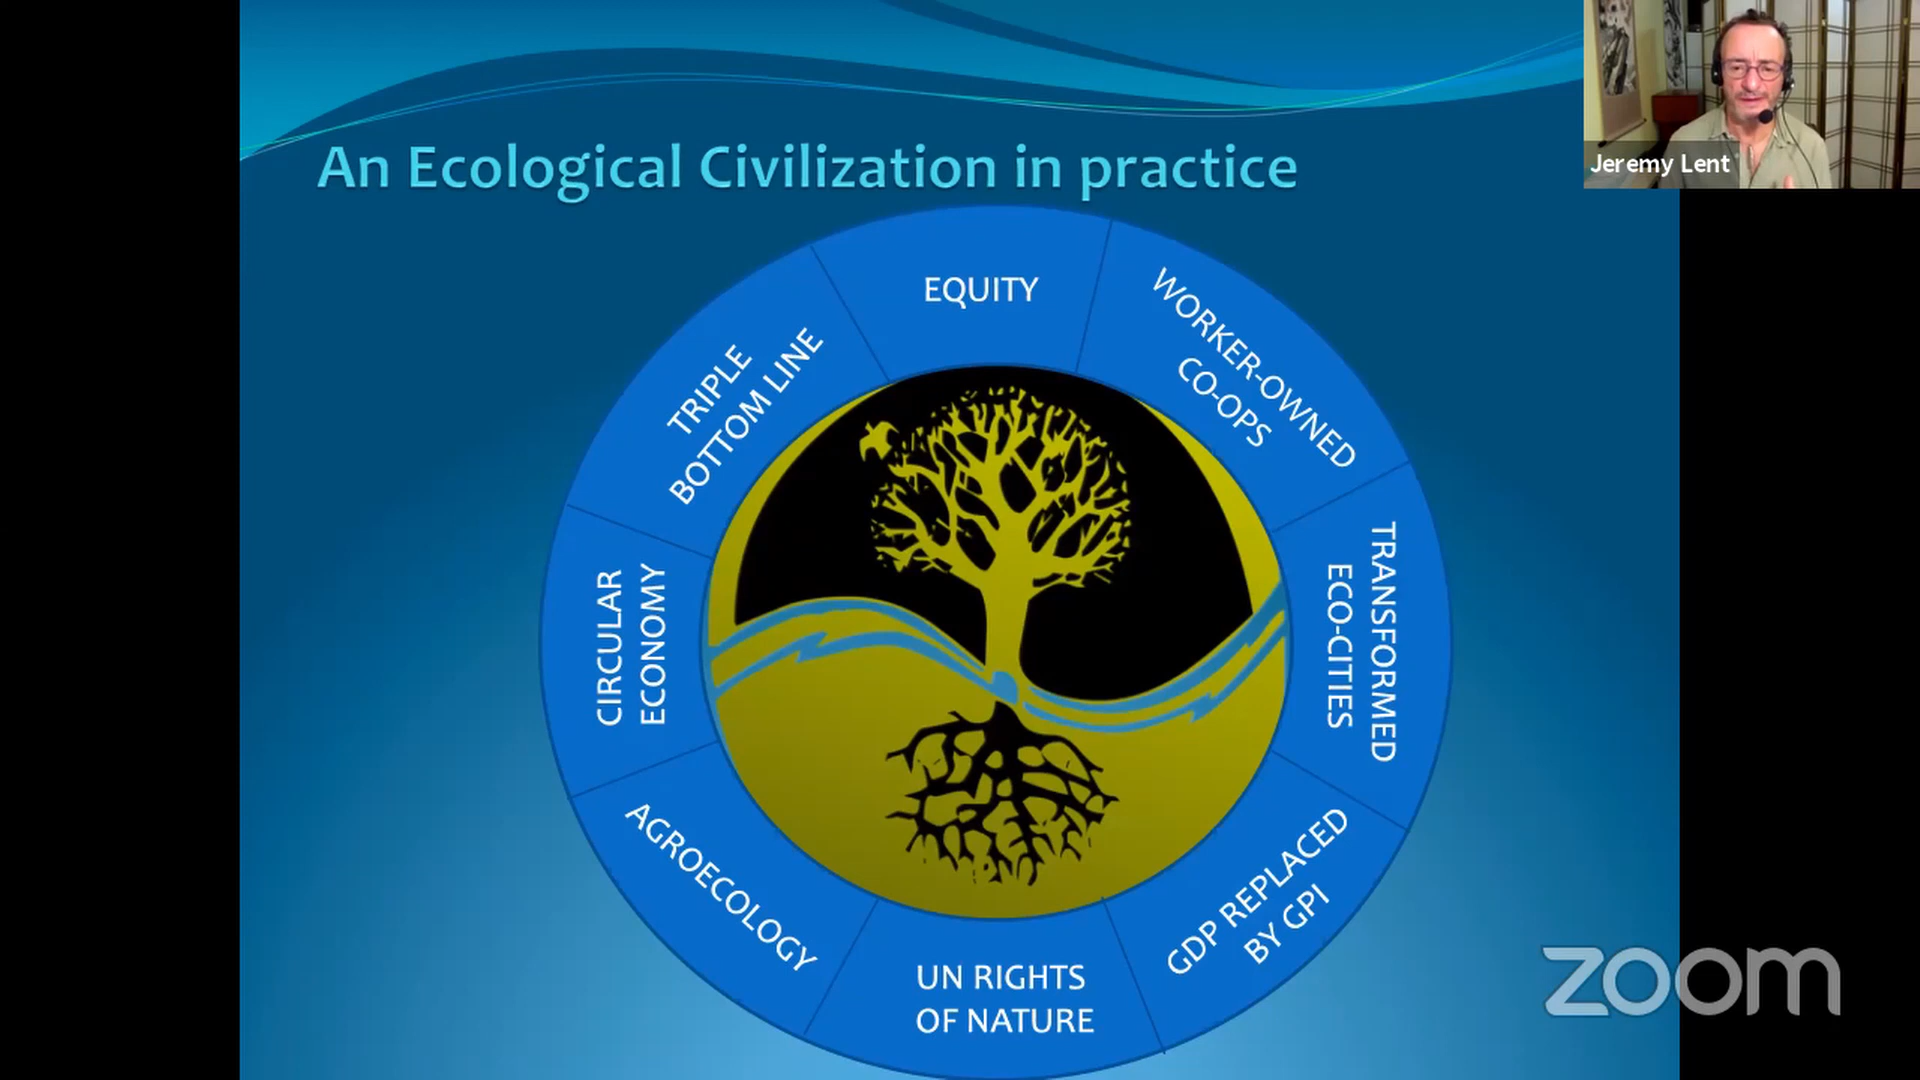 An Ecological Civilization in practice
Jeremy Lent
EQUITY
WORKER-OWNED
CO-OPS
TRANSFORMED
ECO-CITIES
GDP REPLACED
BY GPI
UN RIGHTS
OF NATURE
AGROECOLOGY
CIRCULAR
ECONOMY
TRIPLE
BOTTOM LINE
zoom